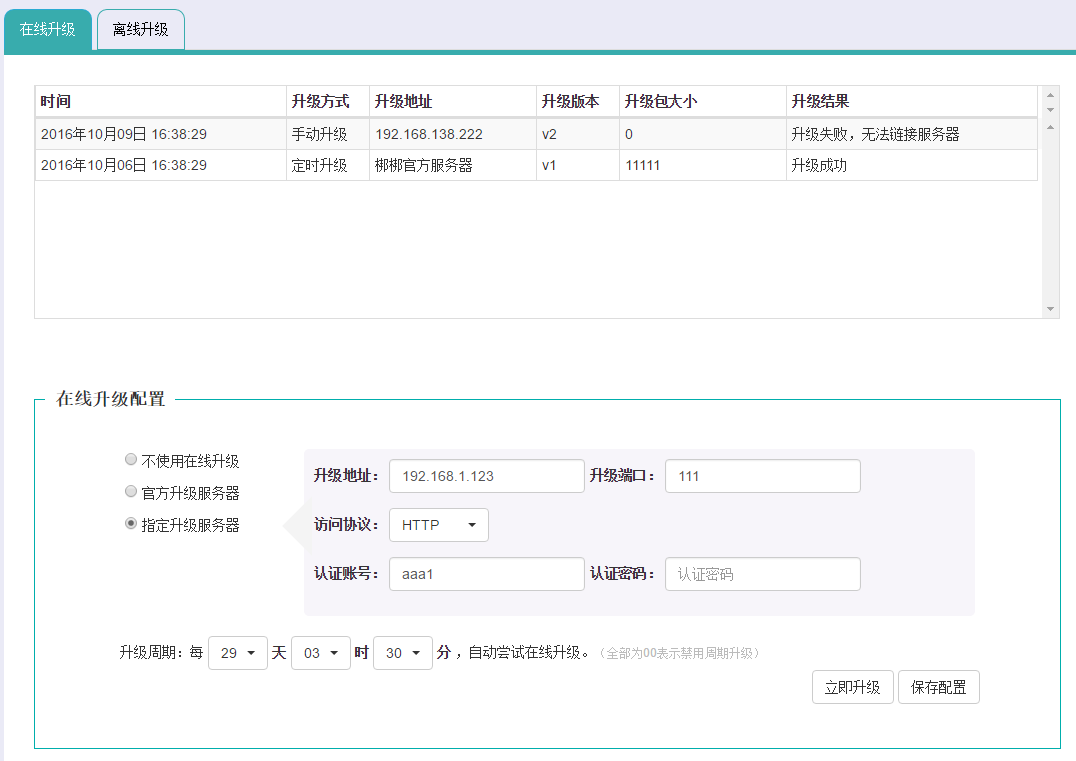 在线升级 离线升级
时间 升级方式 升级地址 升级版本 升级包大小 升级结果
2016年10月09日 16:38:29 手动升级 192.168.138.222 v2 0 升级失败，无法链接服务器
2016年10月06日 16:38:29 定时升级 梆梆官方服务器 v1 11111 升级成功
在线升级配置
不使用在线升级
官方升级服务器
指定升级服务器
升级地址： 192.168.1.123 升级端口： 111
访问协议： HTTP
认证账号： aaa1 认证密码： 认证密码
升级周期：每 29 天 03 时 30 分 ，自动尝试在线升级。（全部为00表示禁用周期升级）
立即升级 保存配置